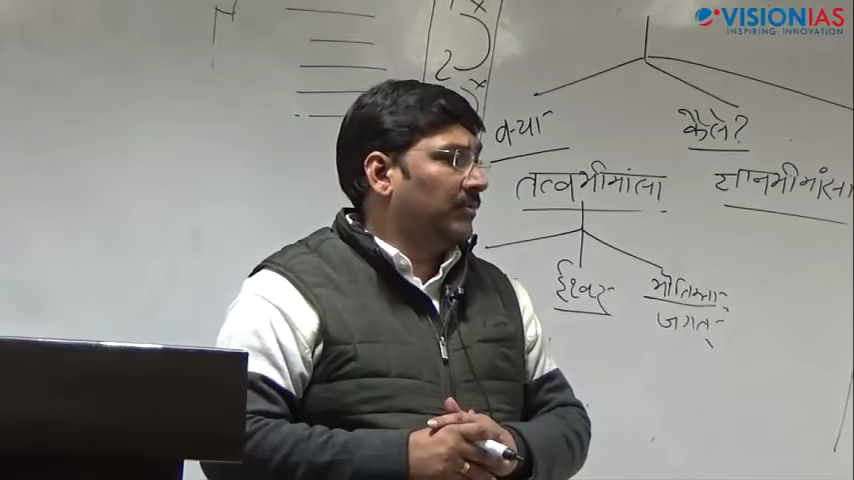 VISIONIAS
INSPIRING INNOVATION
क्या
कैसे?
तत्वमीमांसा
ज्ञानमीमांसा
ईश्वर
भौतिक
जगत